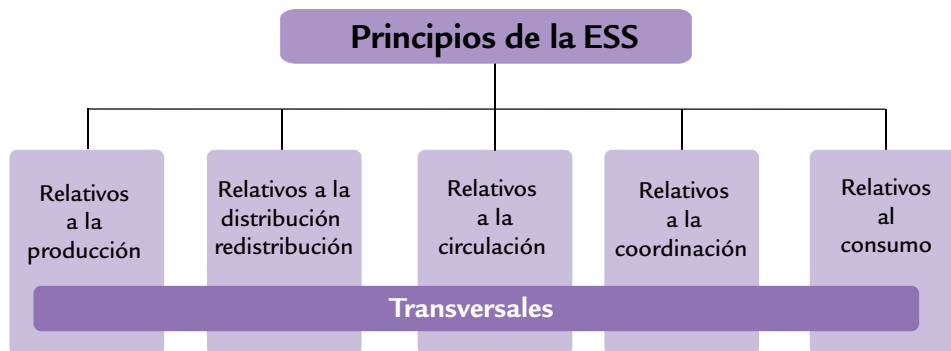 Principios de la ESS
Relativos
a la
producción
Relativos a la
distribución
redistribución
Relativos
a la
circulación
Relativos
a la
coordinación
Relativos
al
consumo
Transversales